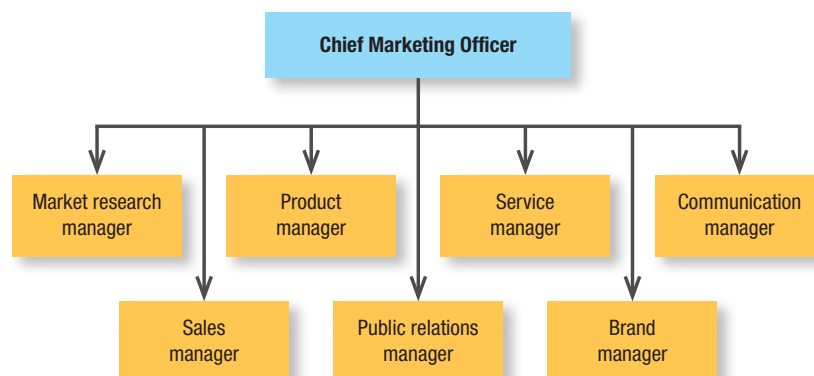 Chief Marketing Officer
Market research
manager
Product
manager
Service
manager
Communication
manager
Sales
manager
Public relations
manager
Brand
manager